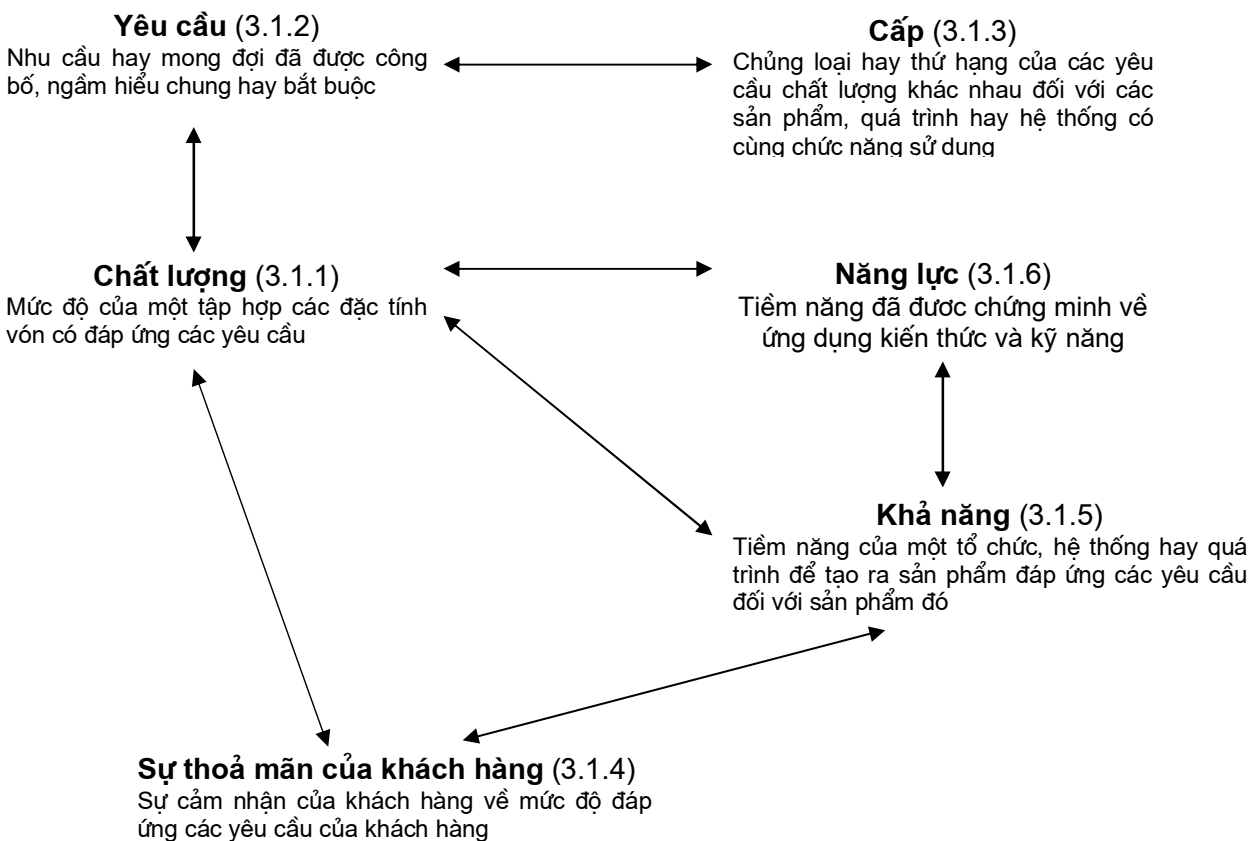 Yêu cầu (3.1.2)
Nhu cầu hay mong đợi đã được công
bố, ngầm hiểu chung hay bắt buộc
Cấp (3.1.3)
Chủng loại hay thứ hạng của các yêu
cầu chất lượng khác nhau đối với các
sản phẩm, quá trình hay hệ thống có
cùng chức năng sử dung
Chất lượng (3.1.1)
Mức độ của một tập hợp các đặc tính
vón có đáp ứng các yêu cầu
Năng lực (3.1.6)
Tiềm năng đã đươc chứng minh về
ứng dụng kiến thức và kỹ năng
Khả năng (3.1.5)
Tiềm năng của một tổ chức, hệ thống hay quá
trình để tạo ra sản phẩm đáp ứng các yêu cầu
đối với sản phẩm đó
Sự thoả mãn của khách hàng (3.1.4)
Sự cảm nhận của khách hàng về mức độ đáp
ứng các yêu cầu của khách hàng